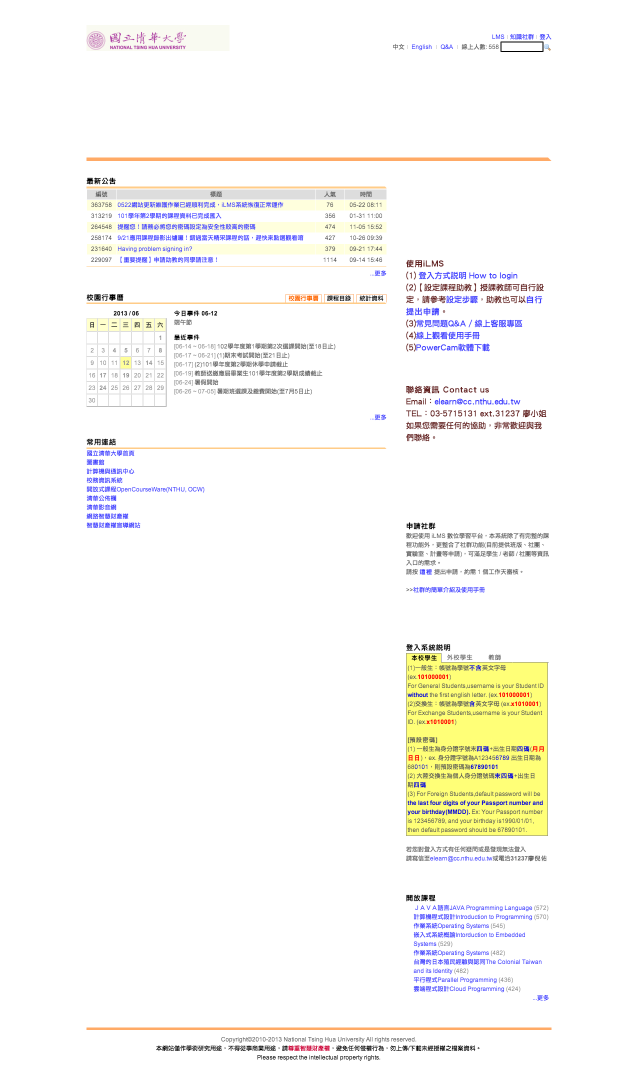 國立清華大學
NATIONAL TSING HUA UNIVERSITY
LMS | 知識社群 | 登入
中文 | English | Q&A | 線上人數: 558
最新公告
編號 標題 人氣 時間
363758 0522網站更新維護作業已經順利完成，iLMS系統恢復正常運作 76 05-22 08:11
313219 101學年第2學期的課程資料已完成匯入 356 01-31 11:00
264548 提醒您！請務必將您的密碼設定為安全性較高的密碼 474 11-05 15:52
258174 427 10-26 09:39
231640 Having problem signing in? 379 09-21 17:44
229097 【重要提醒】申請助教的同學請注意！ 1114 09-14 15:46
...更多
校園行事曆 校園行事曆 課程目錄 統計資料
2013 / 06
日 一 二 三 四 五 六
1
2 3 4 5 6 7 8
9 10 11 12 13 14 15
16 17 18 19 20 21 22
23 24 25 26 27 28 29
30
今日事件 06-12
端午節
最近事件
[06-14 ~ 06-18] 102學年度第1學期第2次選課開始(至18日止)
[06-17 ~ 06-21] (1)期末考試開始(至21日止)
[06-17] (2)101學年度第2學期休學申請截止
[06-19] 教師送繳應屆畢業生101學年度第2學期成績截止
[06-24] 暑假開始
[06-26 ~ 07-05] 暑期班選課及繳費開始(至7月5日止)
...更多
常用連結
國立清華大學首頁
圖書館
計算機與通訊中心
校務資訊系統
開放式課程OpenCourseWare(NTHU, OCW)
清華公佈欄
清華影音網
網路智慧財產權
智慧財產權宣導網站
使用iLMS
(1) 登入方式說明 How to login
(2)【設定課程助教】授課教師可自行設
定，請參考設定步驟，助教也可以自行
提出申請。
(3)常見問題Q&A / 線上客服專區
(4)線上觀看使用手冊
(5)PowerCam軟體下載
聯絡資訊 Contact us
Email：elearn@cc.nthu.edu.tw
TEL：03-5715131 ext.31237 廖小姐
如果您需要任何的協助，非常歡迎與我
們聯絡。
申請社群
歡迎使用 iLMS 數位學習平台，本系統除了有完整的課
程功能外，更整合了社群功能(目前提供班版、社團、
實驗室、計畫等申請)，可滿足學生 / 老師 / 社團等資訊
入口的需求。
請按 這裡 提出申請，約需 1 個工作天審核。
>>社群的簡單介紹及使用手冊
登入系統說明
本校學生 外校學生 教師
(1)一般生：帳號為學號不含英文字母
(ex.101000001)
For General Students,username is your Student ID
without the first english letter. (ex.101000001)
(2)交換生：帳號為學號含英文字母 (ex.x1010001)
For Exchange Students,username is your Student
ID. (ex.x1010001)
[預設密碼]
(1) 一般生為身分證字號末四碼+出生日期四碼(月月
日日)，ex. 身分證字號為A123456789 出生日期為
680101，則預設密碼為67890101
(2) 大陸交換生為個人身分證號碼末四碼+出生日
期四碼
(3) For Foreign Students,default password will be
the last four digits of your Passport number and
your birthday(MMDD). Ex: Your Passport number
is 123456789, and your birthday is1990/01/01,
then default password should be 67890101.
若您對登入方式有任何疑問或是發現無法登入
請寫信至elearn@cc.nthu.edu.tw或電洽31237廖
開放課程
ＪＡＶＡ語言JAVA Programming Language (572)
計算機程式設計Introduction to Programming (570)
作業系統Operating Systems (545)
嵌入式系統概論Intorduction to Embedded
Systems (529)
作業系統Operating Systems (482)
台灣的日本殖民經驗與認同The Colonial Taiwan
and its Identity (462)
平行程式Parallel Programming (436)
雲端程式設計Cloud Programming (424)
...更多
Copyright©2010-2013 National Tsing Hua University All rights reserved.
本網站僅作學術研究用途，不得從事商業用途，請尊重智慧財產權，避免任何侵權行為，勿上傳/下載未經授權之檔案資料。
Please respect the intellectual property rights.